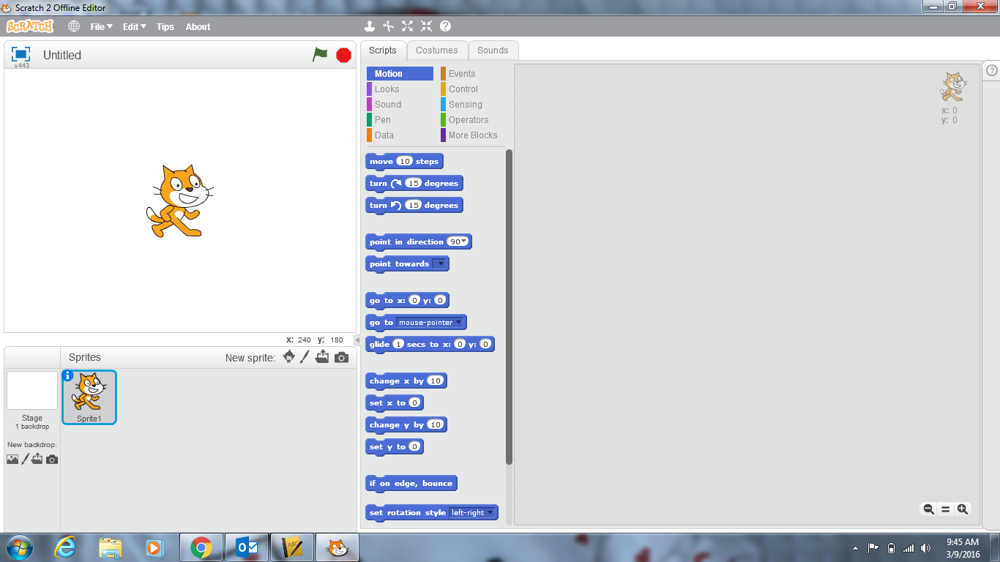 Scratch 2 Offline Editor
SCRATCH File Edit Tips About
v443
Untitled
Scripts Costumes Sounds
Motion Events
Looks Control
Sound Sensing
Pen Operators
Data More Blocks
x: 0
y: 0
move 10 steps
turn 15 degrees
turn 15 degrees
point in direction 90
point towards
go to x: 0 y: 0
go to mouse-pointer
glide 1 secs to x: 0 y: 0
change x by 10
set x to 0
change y by 10
set y to 0
if on edge, bounce
set rotation style left-right
x: 240 y: 180
Sprites New sprite:
Stage
1 backdrop
New backdrop:
Sprite1
ABC
9:45 AM
3/9/2016